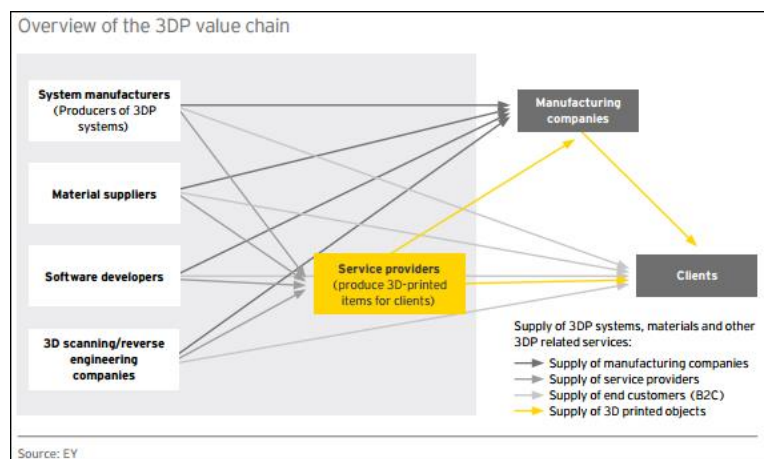 Overview of the 3DP value chain
System manufacturers
(Producers of 3DP
systems)
Manufacturing
companies
Material suppliers
Software developers
Service providers
(produce 3D-printed
items for clients)
Clients
3D scanning/reverse
engineering
companies
Supply of 3DP systems, materials and other
3DP related services:
Supply of manufacturing companies
Supply of service providers
Supply of end customers (B2C)
Supply of 3D printed objects
Source: EY